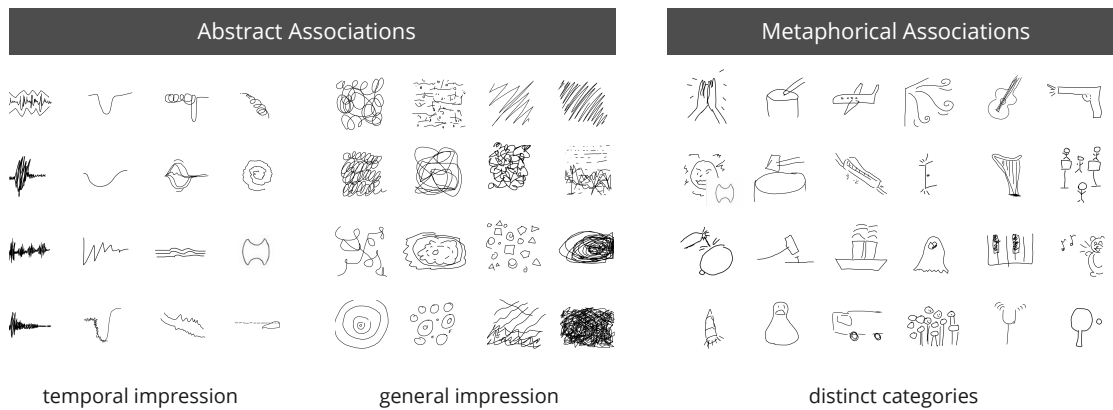 Abstract Associations
Metaphorical Associations
temporal impression
general impression
distinct categories